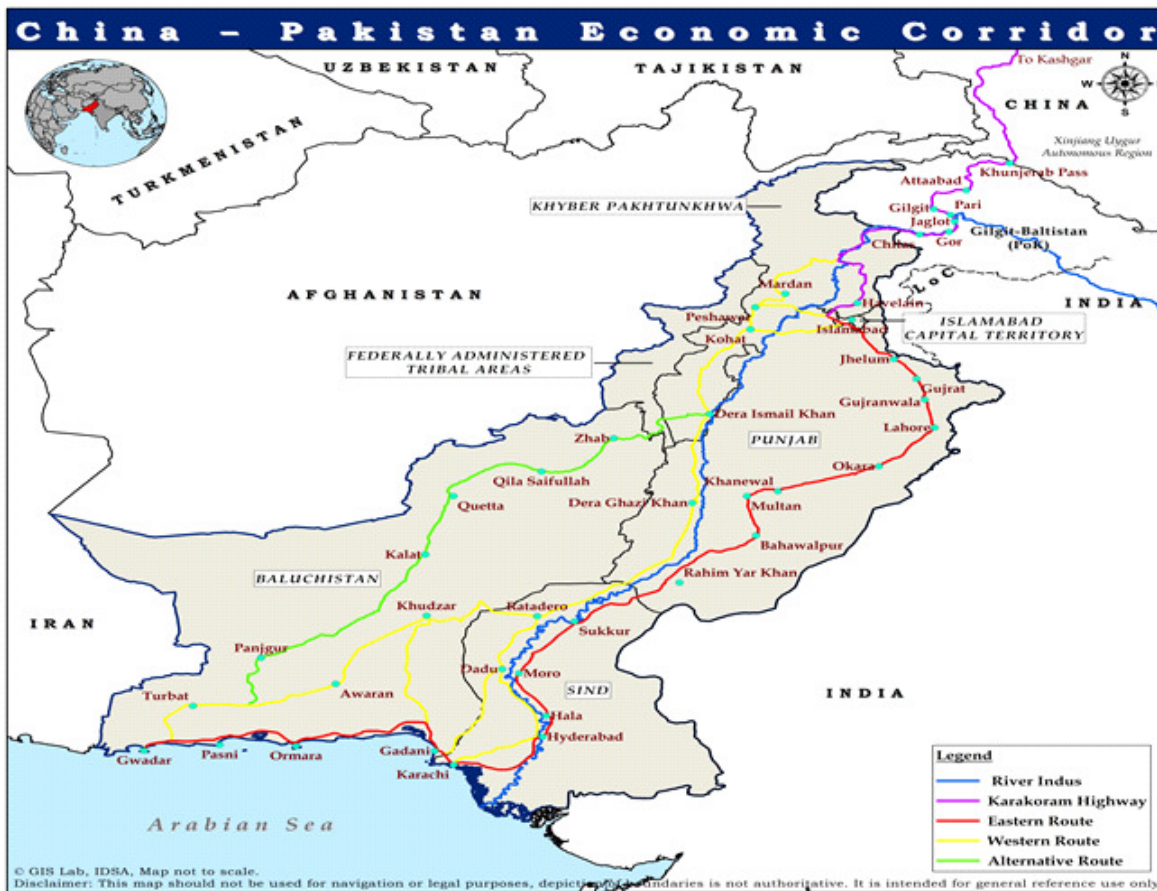 China – Pakistan Economic Corridor
UZBEKISTAN
TAJIKISTAN
To Kashgar
N
W
E
S
CHINA
TURKMENISTAN
Xinjiang Uygur
Autonomous Region
Khunjerab Pass
Attaabad
KHYBER PAKHTUNKHWA
Gilgit
Pari
Jaglot
Chilas
Gor
Gilgit-Baltistan
(PoK)
AFGHANISTAN
LoC
INDIA
Mardan
Havelain
Peshawar
Islamabad
ISLAMABAD
CAPITAL TERRITORY
Kohat
FEDERALLY ADMINISTERED
TRIBAL AREAS
Jhelum
Gujrat
Gujranwala
Dera Ismail Khan
Lahore
Zhab
PUNJAB
Okara
Qila Saifullah
Khanewal
Quetta
Dera Ghazi Khan
Multan
Bahawalpur
Kalat
BALUCHISTAN
Rahim Yar Khan
Khudzar
Ratadero
IRAN
Sukkur
Panjgur
Dadu
Moro
Turbat
Awaran
SIND
INDIA
Hala
Hyderabad
Gwadar
Pasni
Ormara
Gadani
Karachi
Legend
River Indus
Karakoram Highway
Eastern Route
Western Route
Alternative Route
Arabian Sea
© GIS Lab, IDSA, Map not to scale.
Disclaimer: This map should not be used for navigation or legal purposes, depiction of boundaries is not authoritative. It is intended for general reference use only